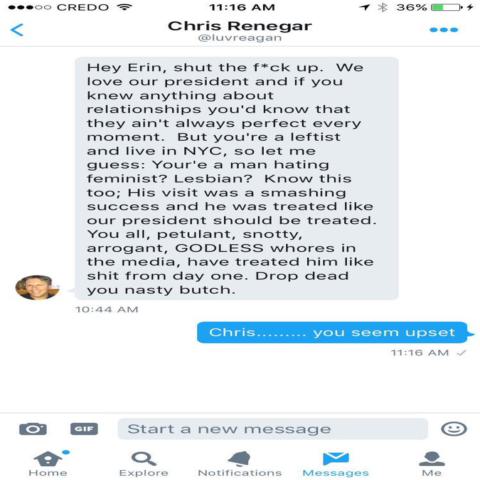 CREDO 11:16 AM 36%
Chris Renegar
@luvreagan
Hey Erin, shut the f*ck up.  We
love our president and if you
knew anything about
relationships you'd know that
they ain't always perfect every
moment.  But you're a leftist
and live in NYC, so let me
guess: Your'e a man hating
feminist? Lesbian?  Know this
too; His visit was a smashing
success and he was treated like
our president should be treated.
You all, petulant, snotty,
arrogant, GODLESS whores in
the media, have treated him like
shit from day one. Drop dead
you nasty butch.
10:44 AM
Chris......... you seem upset
11:16 AM
GIF Start a new message
Home Explore Notifications Messages Me